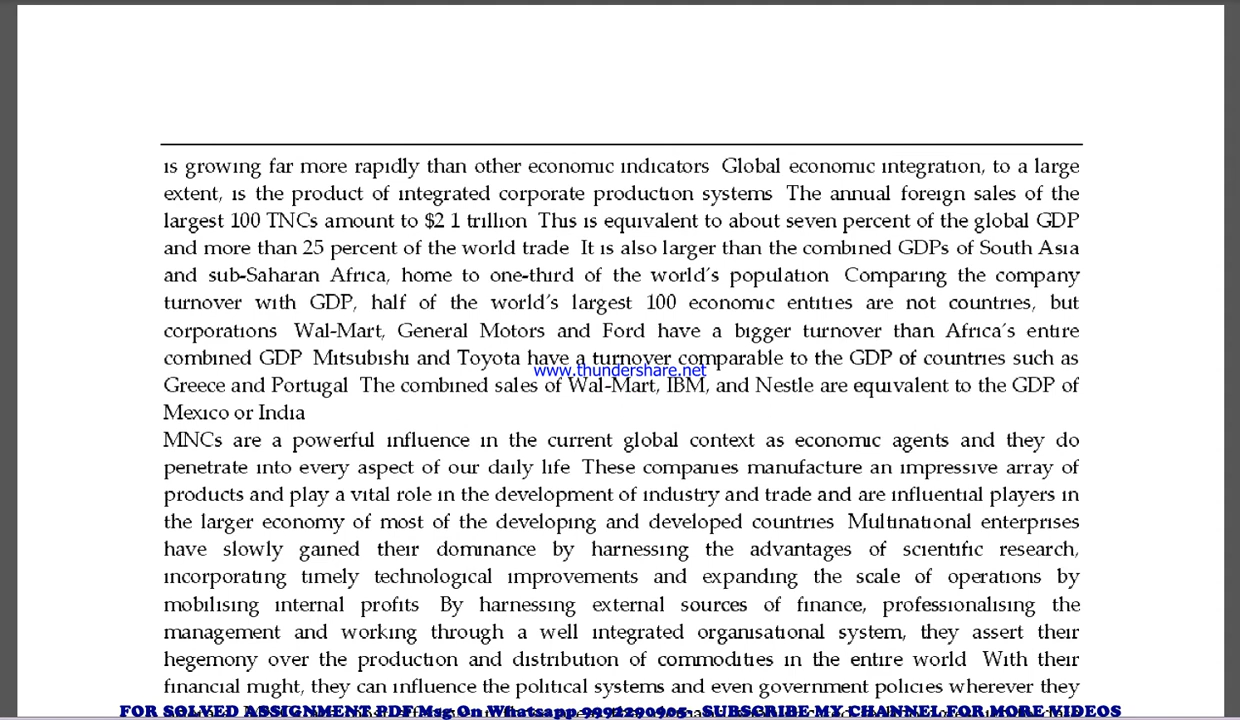 is growing far more rapidly than other economic indicators Global economic integration, to a large
extent, is the product of integrated corporate production systems The annual foreign sales of the
largest 100 TNCs amount to $2 1 trillion This is equivalent to about seven percent of the global GDP
and more than 25 percent of the world trade It is also larger than the combined GDPs of South Asia
and sub-Saharan Africa, home to one-third of the world's population Comparing the company
turnover with GDP, half of the world's largest 100 economic entities are not countries, but
corporations Wal-Mart, General Motors and Ford have a bigger turnover than Africa's entire
combined GDP Mitsubishi and Toyota have a turnover comparable to the GDP of countries such as
www.thundershare.net
Greece and Portugal The combined sales of Wal-Mart, IBM, and Nestle are equivalent to the GDP of
Mexico or India
MNCs are a powerful influence in the current global context as economic agents and they do
penetrate into every aspect of our daily life These companies manufacture an impressive array of
products and play a vital role in the development of industry and trade and are influential players in
the larger economy of most of the developing and developed countries Multinational enterprises
have slowly gained their dominance by harnessing the advantages of scientific research,
incorporating timely technological improvements and expanding the scale of operations by
mobilising internal profits By harnessing external sources of finance, professionalising the
management and working through a well integrated organisational system, they assert their
hegemony over the production and distribution of commodities in the entire world With their
financial might, they can influence the political systems and even government policies wherever they
FOR SOLVED ASSIGNMENT PDF Msg On Whatsapp 9992290905- SUBSCRIBE MY CHANNEL FOR MORE VIDEOS